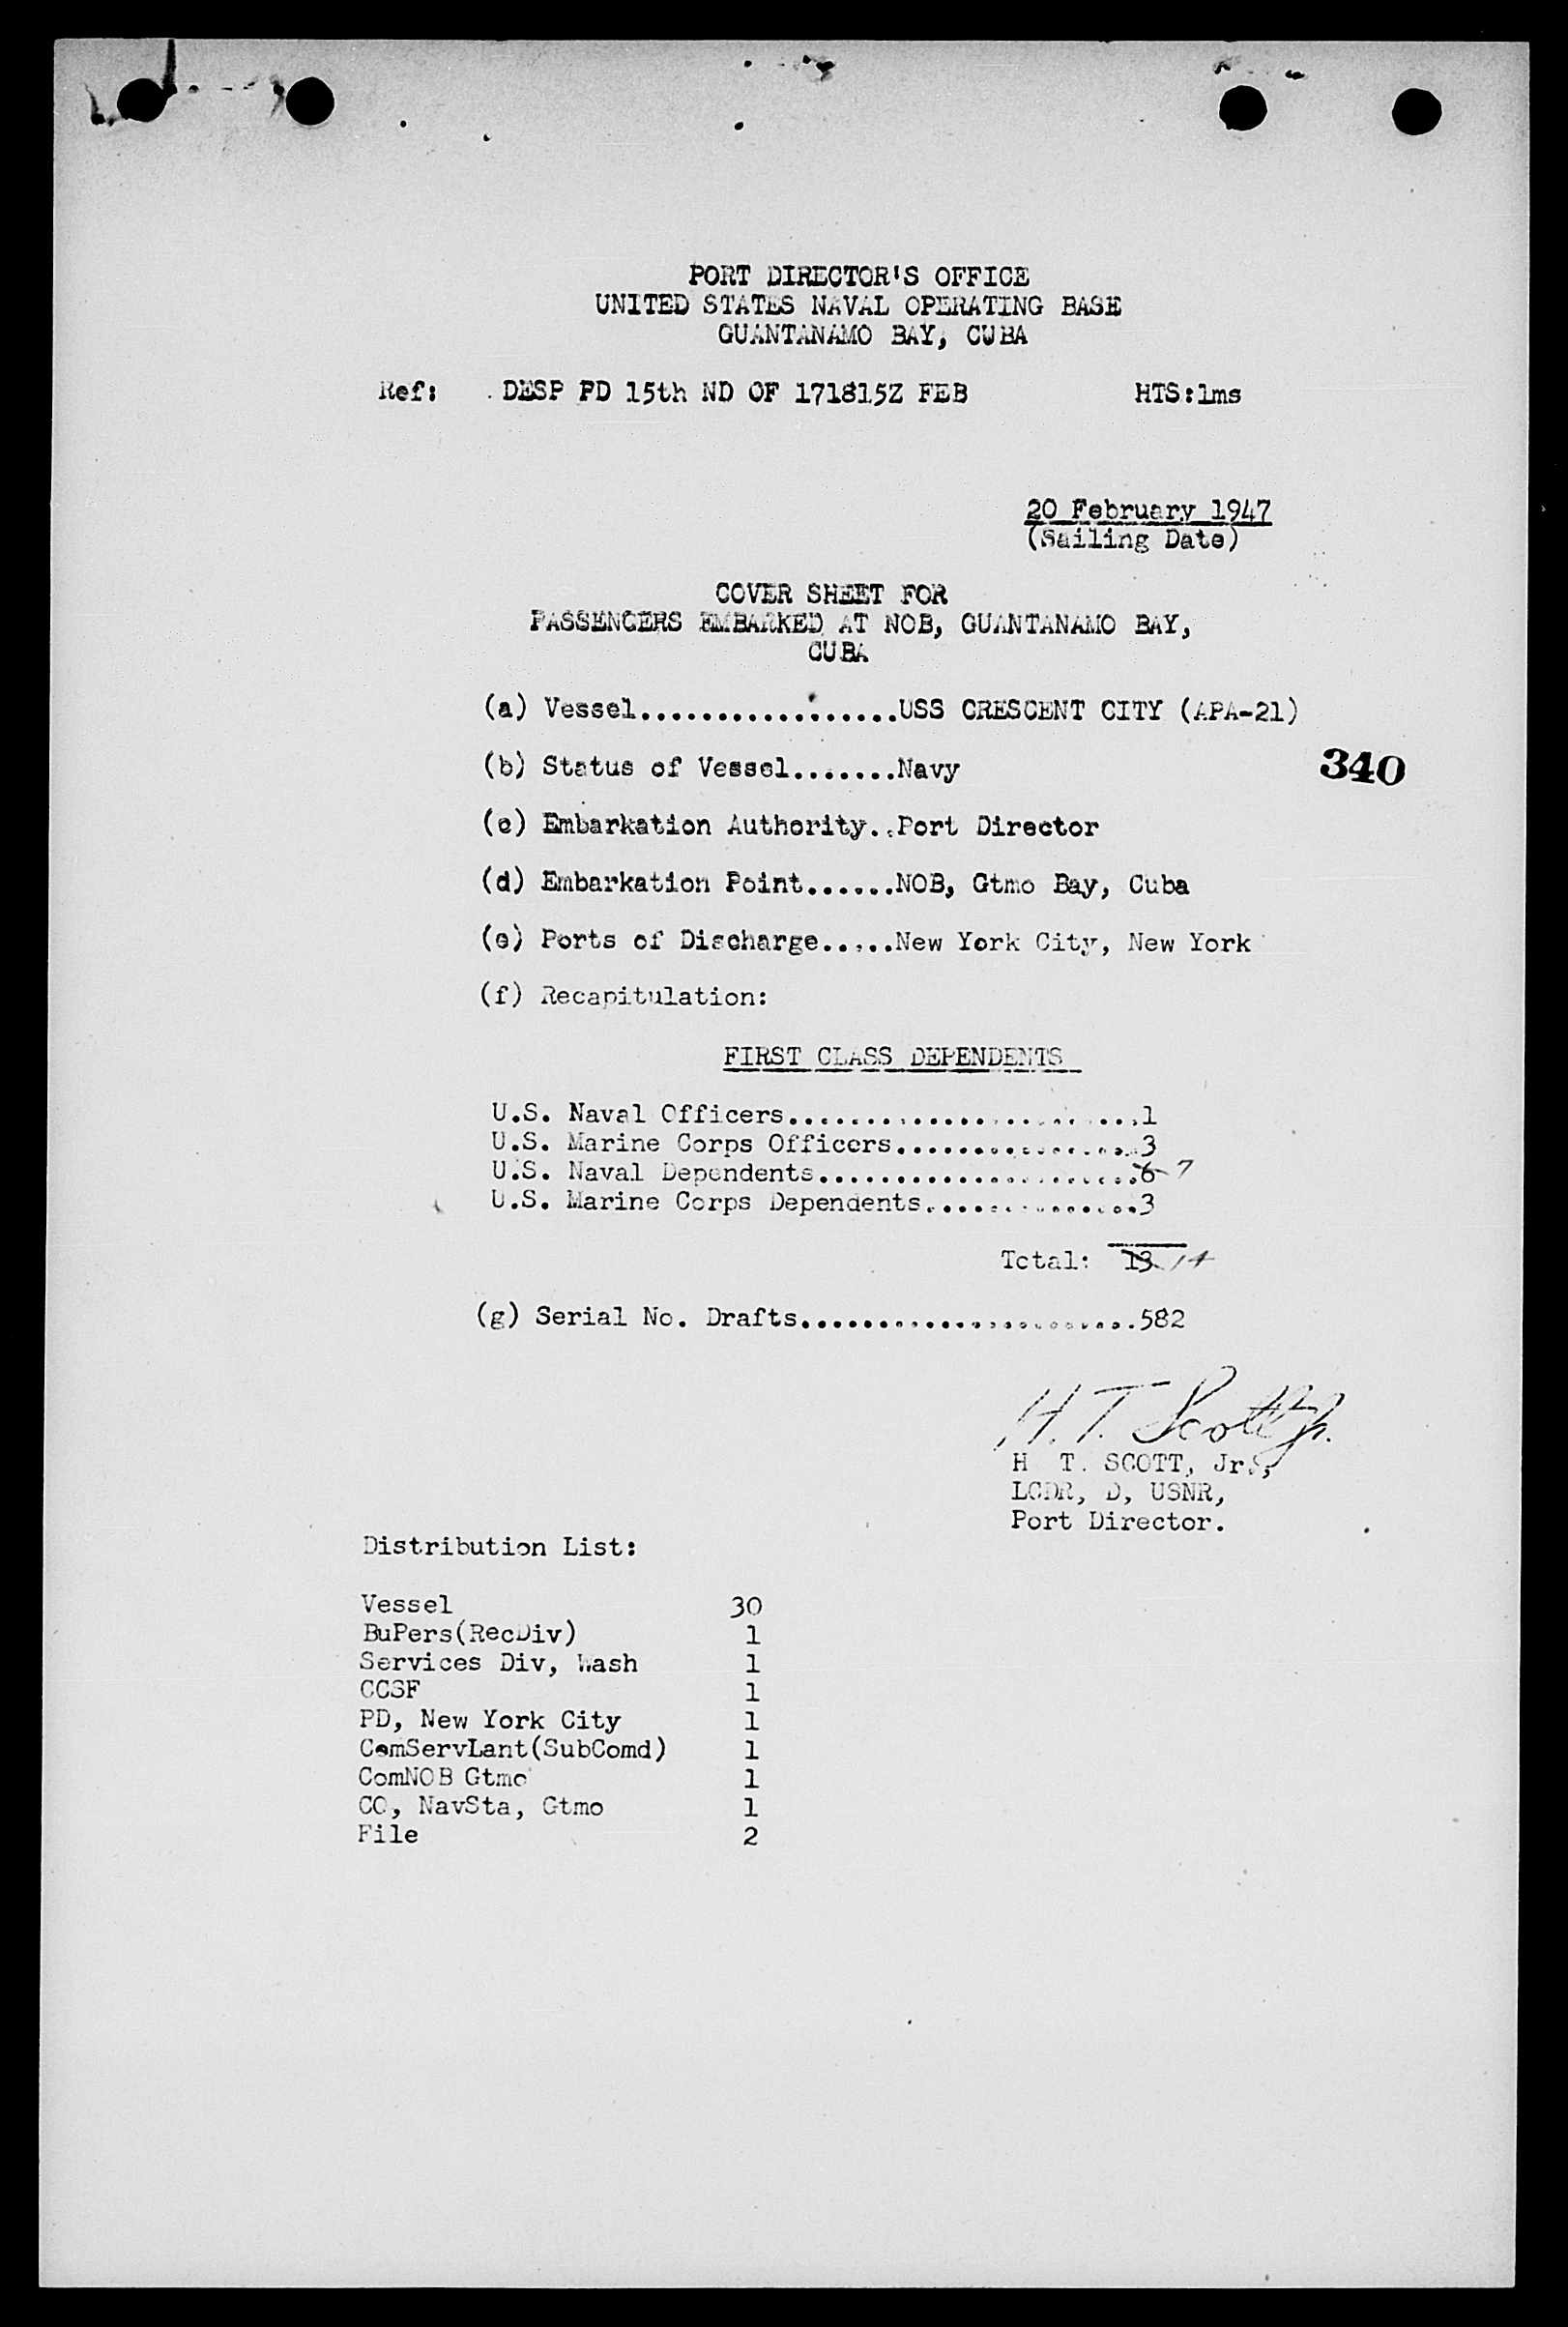 PORT DIRECTOR'S OFFICE
UNITED STATES NAVAL OPERATING BASE
GUANTANAMO BAY, CUBA
Ref: DESP PD 15th ND OF 171815Z FEB HTS:lms
20 February 1947
(Sailing Date)
COVER SHEET FOR
PASSENGERS EMBARKED AT NOB, GUANTANAMO BAY,
CUBA
(a) Vessel.................USS CRESCENT CITY (APA-21)
(b) Status of Vessel.......Navy
340
(c) Embarkation Authority..Port Director
(d) Embarkation Point......NOB, Gtmo Bay, Cuba
(e) Ports of Discharge.....New York City, New York
(f) Recapitulation:
FIRST CLASS DEPENDENTS
U.S. Naval Officers.......................1
U.S. Marine Corps Officers................3
U.S. Naval Dependents.....................6 7
U.S. Marine Corps Dependents..............3
Total: 13 14
(g) Serial No. Drafts......................582
H. T. Scott Jr.
H T. SCOTT, Jr.,
LCDR, D, USNR,
Port Director.
Distribution List:
Vessel 30
BuPers(RecDiv) 1
Services Div, Wash 1
CCSF 1
PD, New York City 1
ComServLant(SubComd) 1
ComNOB Gtmo 1
CO, NavSta, Gtmo 1
File 2